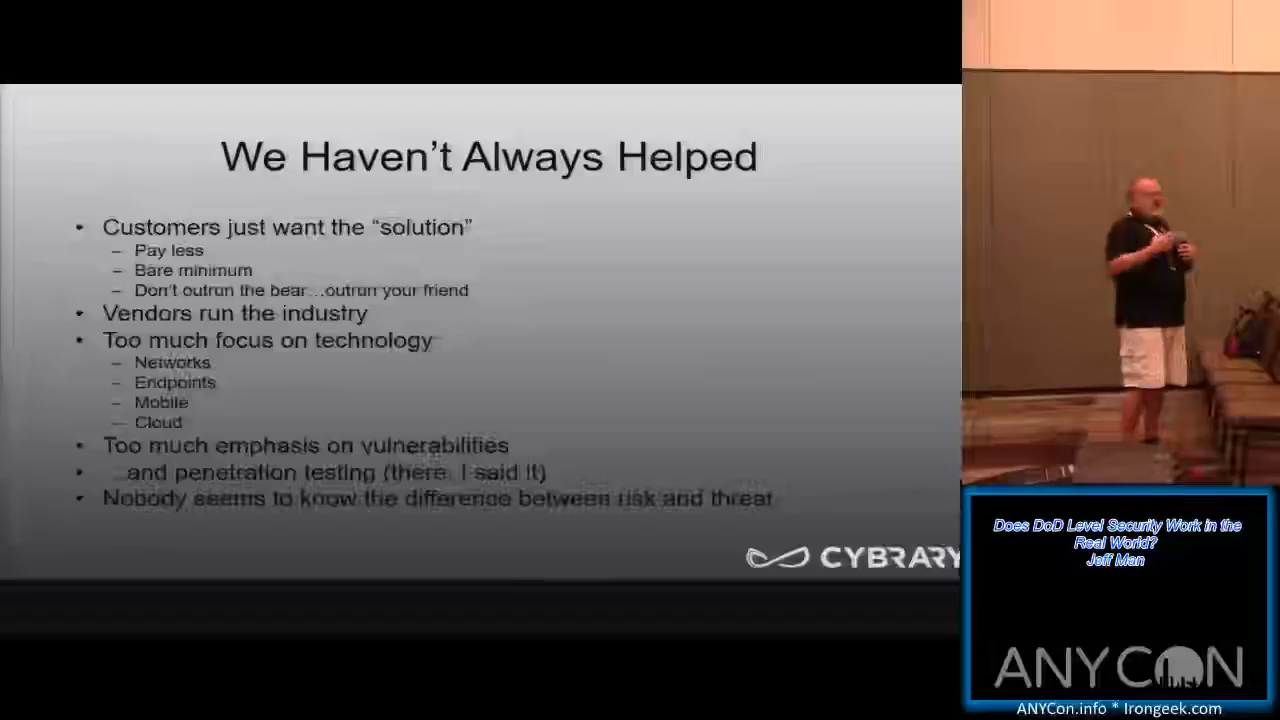 We Haven't Always Helped
• Customers just want the “solution”
– Pay less
– Bare minimum
– Don't outrun the bear…outrun your friend
• Vendors run the industry
• Too much focus on technology
– Networks
– Endpoints
– Mobile
– Cloud
• Too much emphasis on vulnerabilities
• …and penetration testing (there, I said it)
• Nobody seems to know the difference between risk and threat
CYBRARY
Does DoD Level Security Work in the
Real World?
Jeff Man
ANYCON
ANYCon.info * Irongeek.com